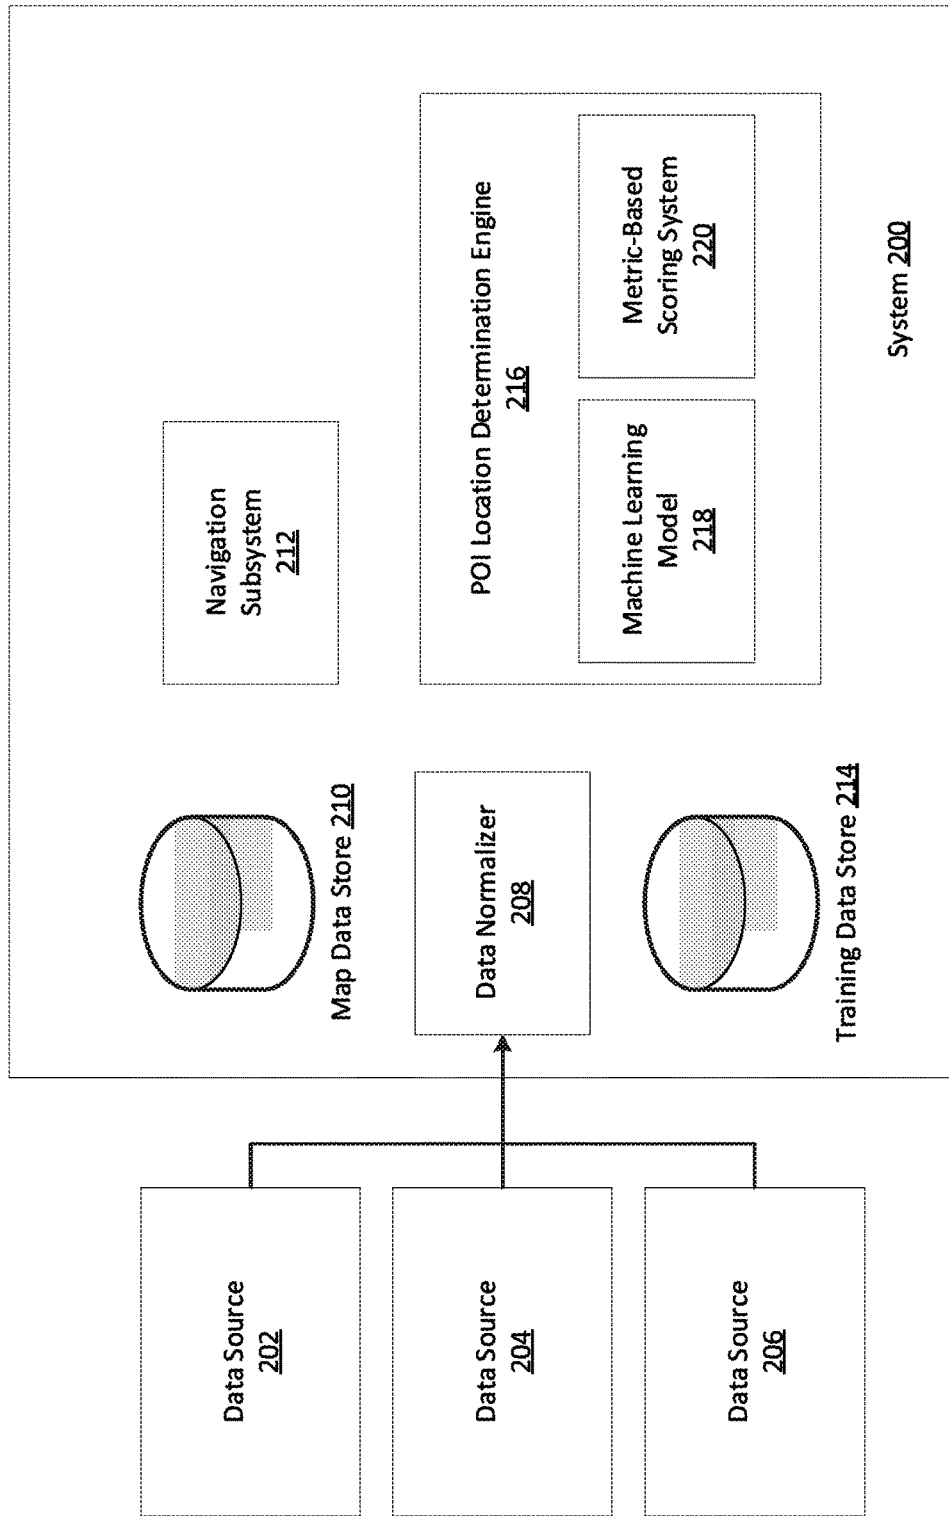 Data Source
202
Data Source
204
Data Source
206
Map Data Store 210
Data Normalizer
208
Training Data Store 214
Navigation
Subsystem
212
POI Location Determination Engine
216
Machine Learning
Model
218
Metric-Based
Scoring System
220
System 200